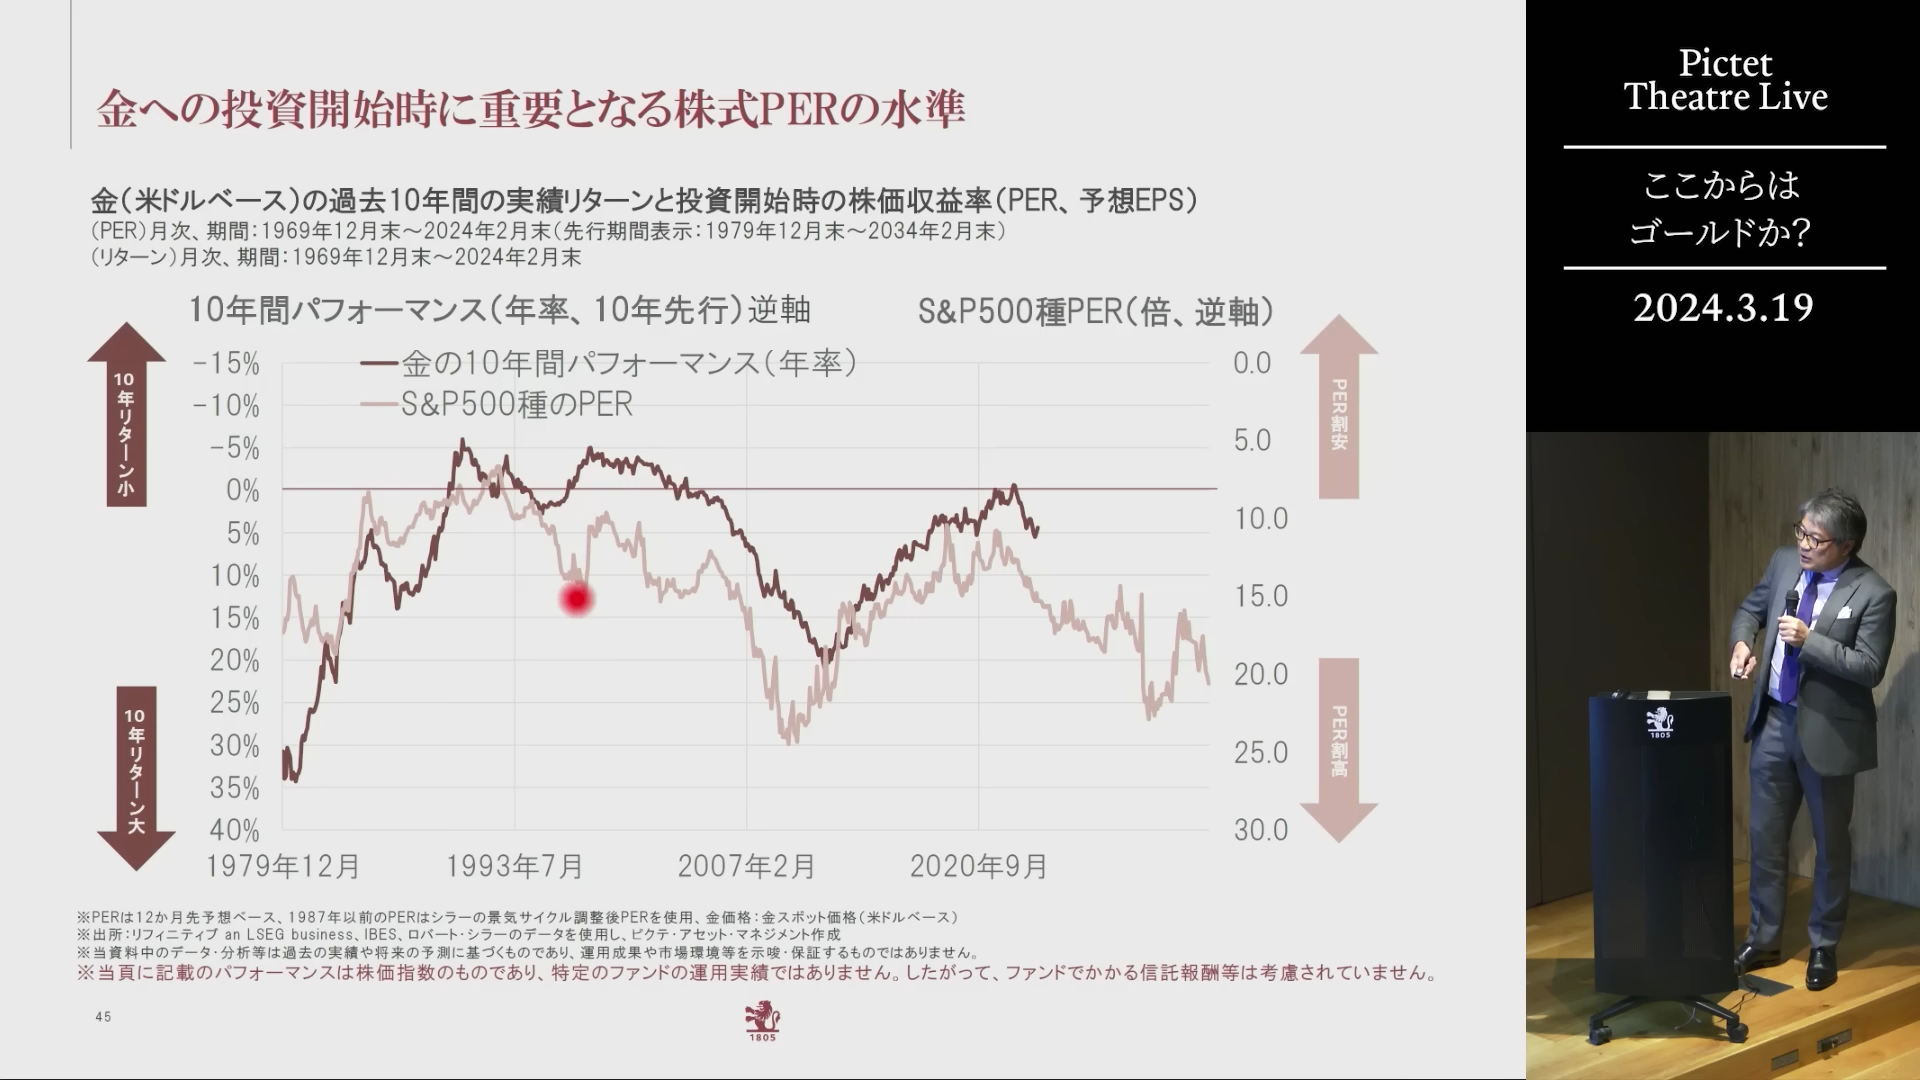 金への投資開始時に重要となる株式PERの水準
金（米ドルベース）の過去10年間の実績リターンと投資開始時の株価収益率（PER、予想EPS）
（PER）月次、期間：1969年12月末～2024年2月末（先行期間表示：1979年12月末～2034年2月末）
（リターン）月次、期間：1969年12月末～2024年2月末
10年間パフォーマンス（年率、10年先行）逆軸
S&P500種PER（倍、逆軸）
金の10年間パフォーマンス（年率）
S&P500種のPER
-15%
-10%
-5%
0%
5%
10%
15%
20%
25%
30%
35%
40%
0.0
5.0
10.0
15.0
20.0
25.0
30.0
10年リターン小
10年リターン大
PER割安
PER割高
1979年12月
1993年7月
2007年2月
2020年9月
※PERは12か月先予想ベース、1987年以前のPERはシラーの景気サイクル調整後PERを使用、金価格：金スポット価格（米ドルベース）
※出所：リフィニティブ an LSEG business、IBES、ロバート・シラーのデータを使用し、ピクテ・アセット・マネジメント作成
※当資料中のデータ・分析等は過去の実績や将来の予測に基づくものであり、運用成果や市場環境等を示唆・保証するものではありません。
※当頁に記載のパフォーマンスは株価指数のものであり、特定のファンドの運用実績ではありません。したがって、ファンドでかかる信託報酬等は考慮されていません。
45
1805
Pictet
Theatre Live
ここからは
ゴールドか？
2024.3.19
1805